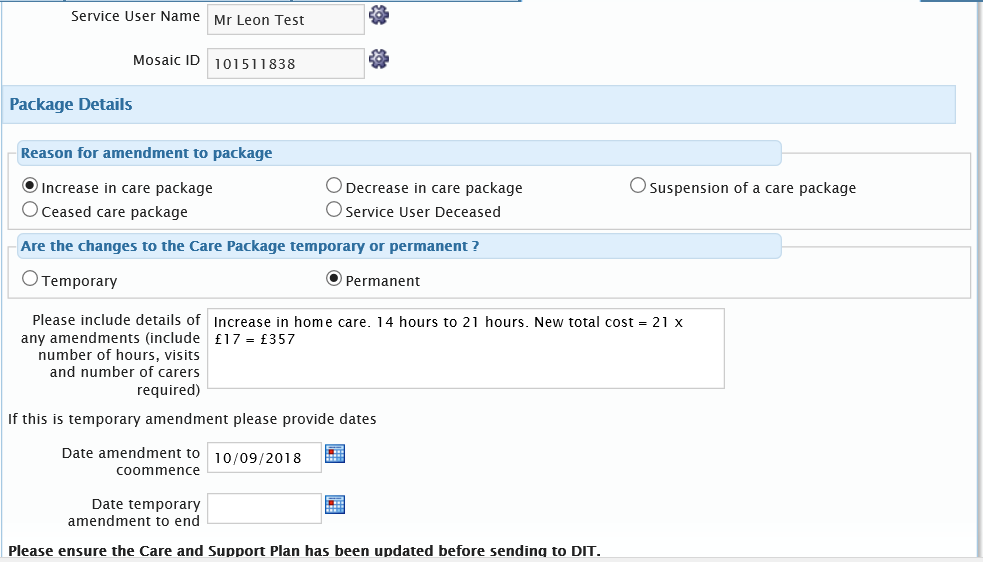 Service User Name Mr Leon Test
Mosaic ID 101511838
Package Details
Reason for amendment to package
Increase in care package Decrease in care package Suspension of a care package
Ceased care package Service User Deceased
Are the changes to the Care Package temporary or permanent ?
Temporary Permanent
Please include details of
any amendments (include
number of hours, visits
and number of carers
required)
Increase in home care. 14 hours to 21 hours. New total cost = 21 x
£17 = £357
If this is temporary amendment please provide dates
Date amendment to
coommence
10/09/2018
Date temporary
amendment to end
Please ensure the Care and Support Plan has been updated before sending to DIT.